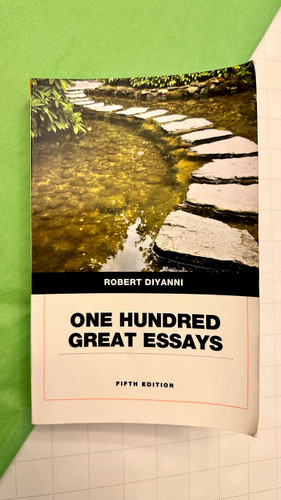 ROBERT DIYANNI
ONE HUNDRED
GREAT ESSAYS
FIFTH EDITION